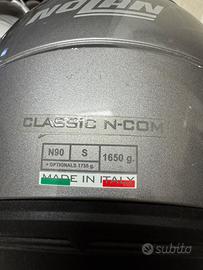 NOLAN
CLASSIC N-COM
N90 S 1650 g.
+ OPTIONALS 1735 g.
MADE IN ITALY
subito